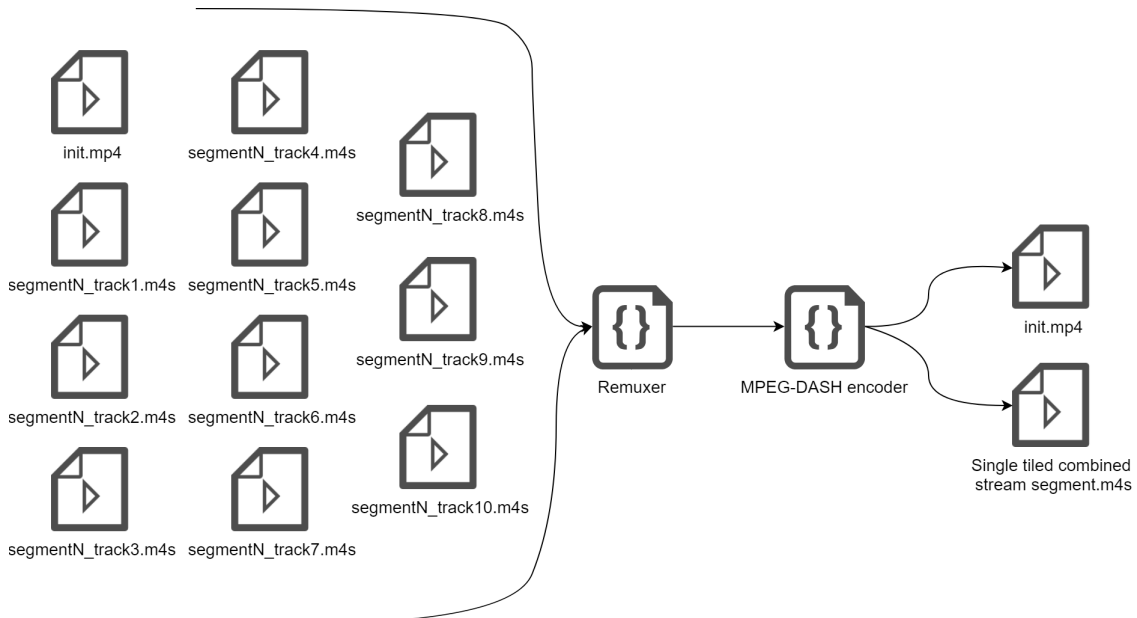 init.mp4
segmentN_track1.m4s
segmentN_track2.m4s
segmentN_track3.m4s
segmentN_track4.m4s
segmentN_track5.m4s
segmentN_track6.m4s
segmentN_track7.m4s
segmentN_track8.m4s
segmentN_track9.m4s
segmentN_track10.m4s
{}
Remuxer
{}
MPEG-DASH encoder
init.mp4
Single tiled combined
stream segment.m4s